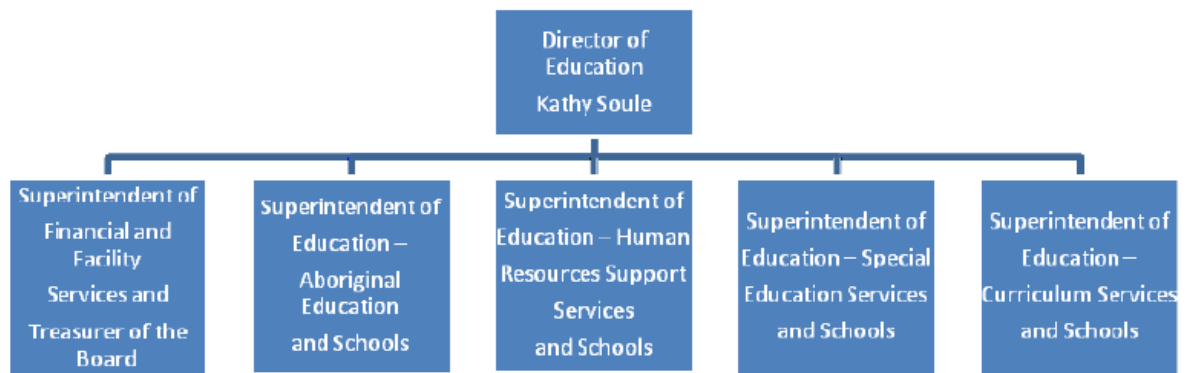 Director of
Education
Kathy Soule
Superintendent of
Financial and
Facility
Services and
Treasurer of the
Board
Superintendent of
Education –
Aboriginal
Education
and Schools
Superintendent of
Education – Human
Resources Support
Services
and Schools
Superintendent of
Education – Special
Education Services
and Schools
Superintendent of
Education –
Curriculum Services
and Schools